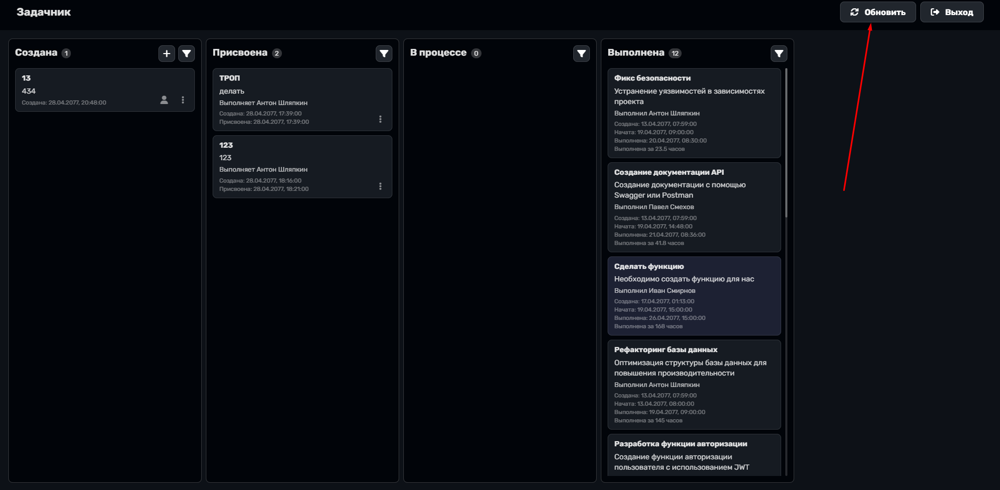 Задачник
Обновить
Выход
Создана 1
13
434
Создана: 28.04.2077, 20:48:00
Присвоена 2
ТРОП
делать
Выполняет Антон Шляпкин
Создана: 28.04.2077, 17:39:00
Присвоена: 28.04.2077, 17:39:00
123
123
Выполняет Антон Шляпкин
Создана: 28.04.2077, 18:16:00
Присвоена: 28.04.2077, 18:21:00
В процессе 0
Выполнена 12
Фикс безопасности
Устранение уязвимостей в зависимостях
проекта
Выполнил Антон Шляпкин
Создана: 13.04.2077, 07:59:00
Начата: 19.04.2077, 09:00:00
Выполнена: 20.04.2077, 08:30:00
Выполнена за 23.5 часов
Создание документации API
Создание документации с помощью
Swagger или Postman
Выполнил Павел Смехов
Создана: 13.04.2077, 07:59:00
Начата: 19.04.2077, 14:48:00
Выполнена: 21.04.2077, 08:36:00
Выполнена за 41.8 часов
Сделать функцию
Необходимо создать функцию для нас
Выполнил Иван Смирнов
Создана: 17.04.2077, 01:13:00
Начата: 19.04.2077, 15:00:00
Выполнена: 26.04.2077, 15:00:00
Выполнена за 168 часов
Рефакторинг базы данных
Оптимизация структуры базы данных для
повышения производительности
Выполнил Антон Шляпкин
Создана: 13.04.2077, 07:59:00
Начата: 13.04.2077, 08:00:00
Выполнена: 19.04.2077, 09:00:00
Выполнена за 145 часов
Разработка функции авторизации
Создание функции авторизации
пользователя с использованием JWT